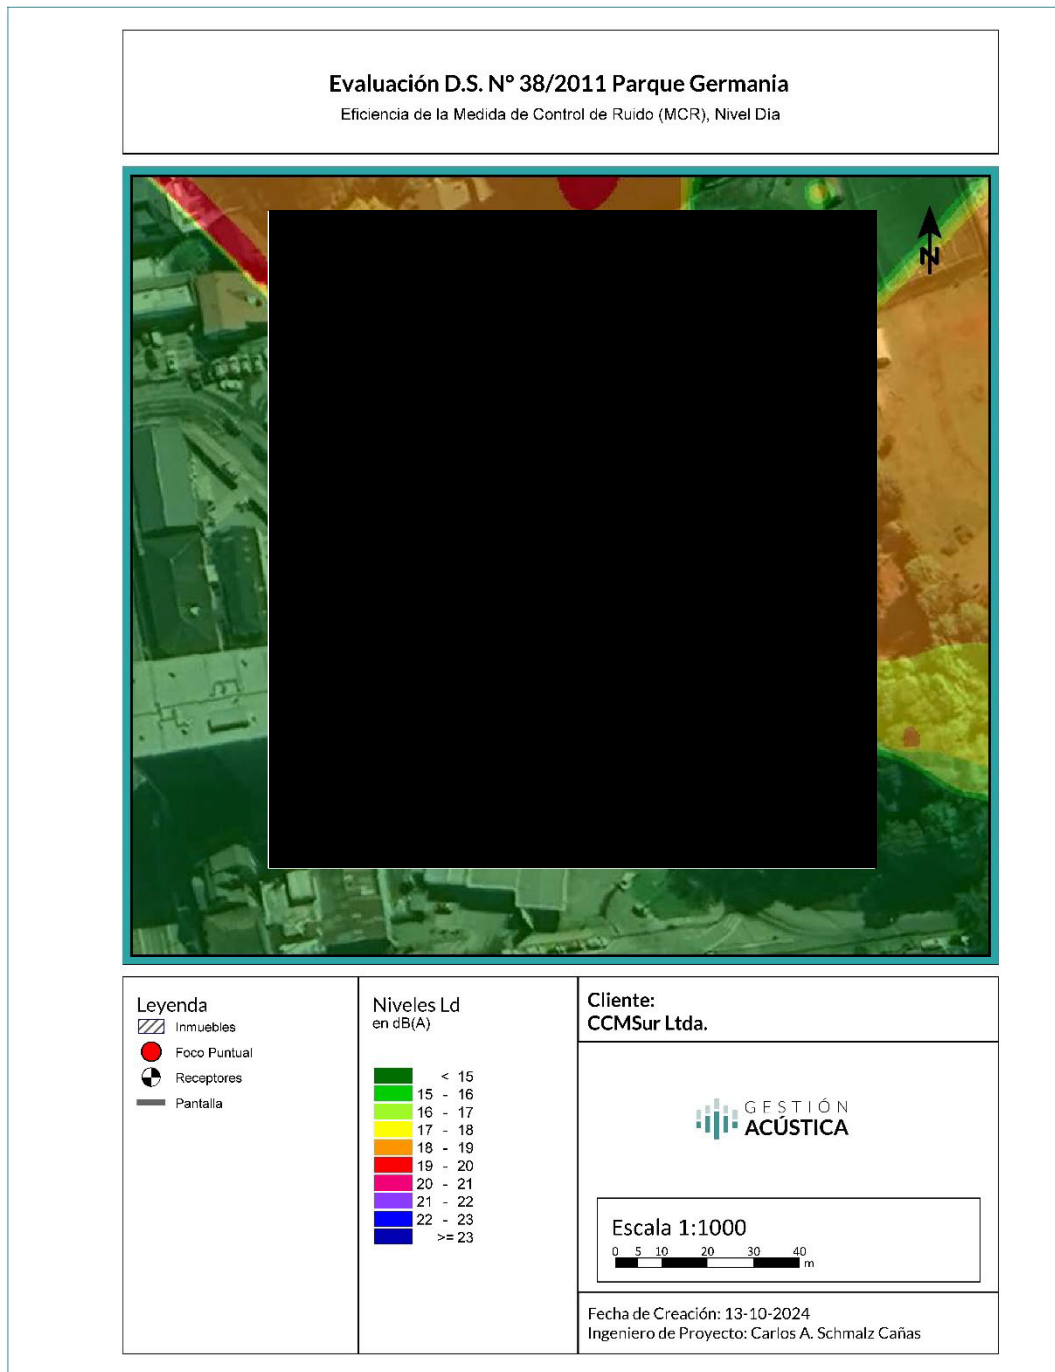 Evaluación D.S. N° 38/2011 Parque Germania
Eficiencia de la Medida de Control de Ruido (MCR), Nivel Dia
N
Leyenda
Inmuebles
Foco Puntual
Receptores
Pantalla
Niveles Ld
en dB(A)
< 15
15 - 16
16 - 17
17 - 18
18 - 19
19 - 20
20 - 21
21 - 22
22 - 23
>= 23
Cliente:
CCMSur Ltda.
GESTIÓN
ACÚSTICA
Escala 1:1000
0 5 10 20 30 40
m
Fecha de Creación: 13-10-2024
Ingeniero de Proyecto: Carlos A. Schmalz Cañas